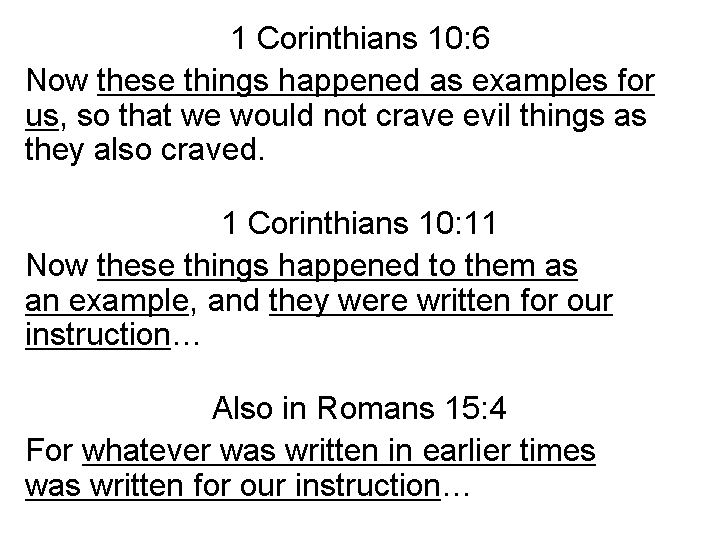 1 Corinthians 10:6
Now these things happened as examples for
us, so that we would not crave evil things as
they also craved.
1 Corinthians 10:11
Now these things happened to them as
an example, and they were written for our
instruction…
Also in Romans 15:4
For whatever was written in earlier times
was written for our instruction…